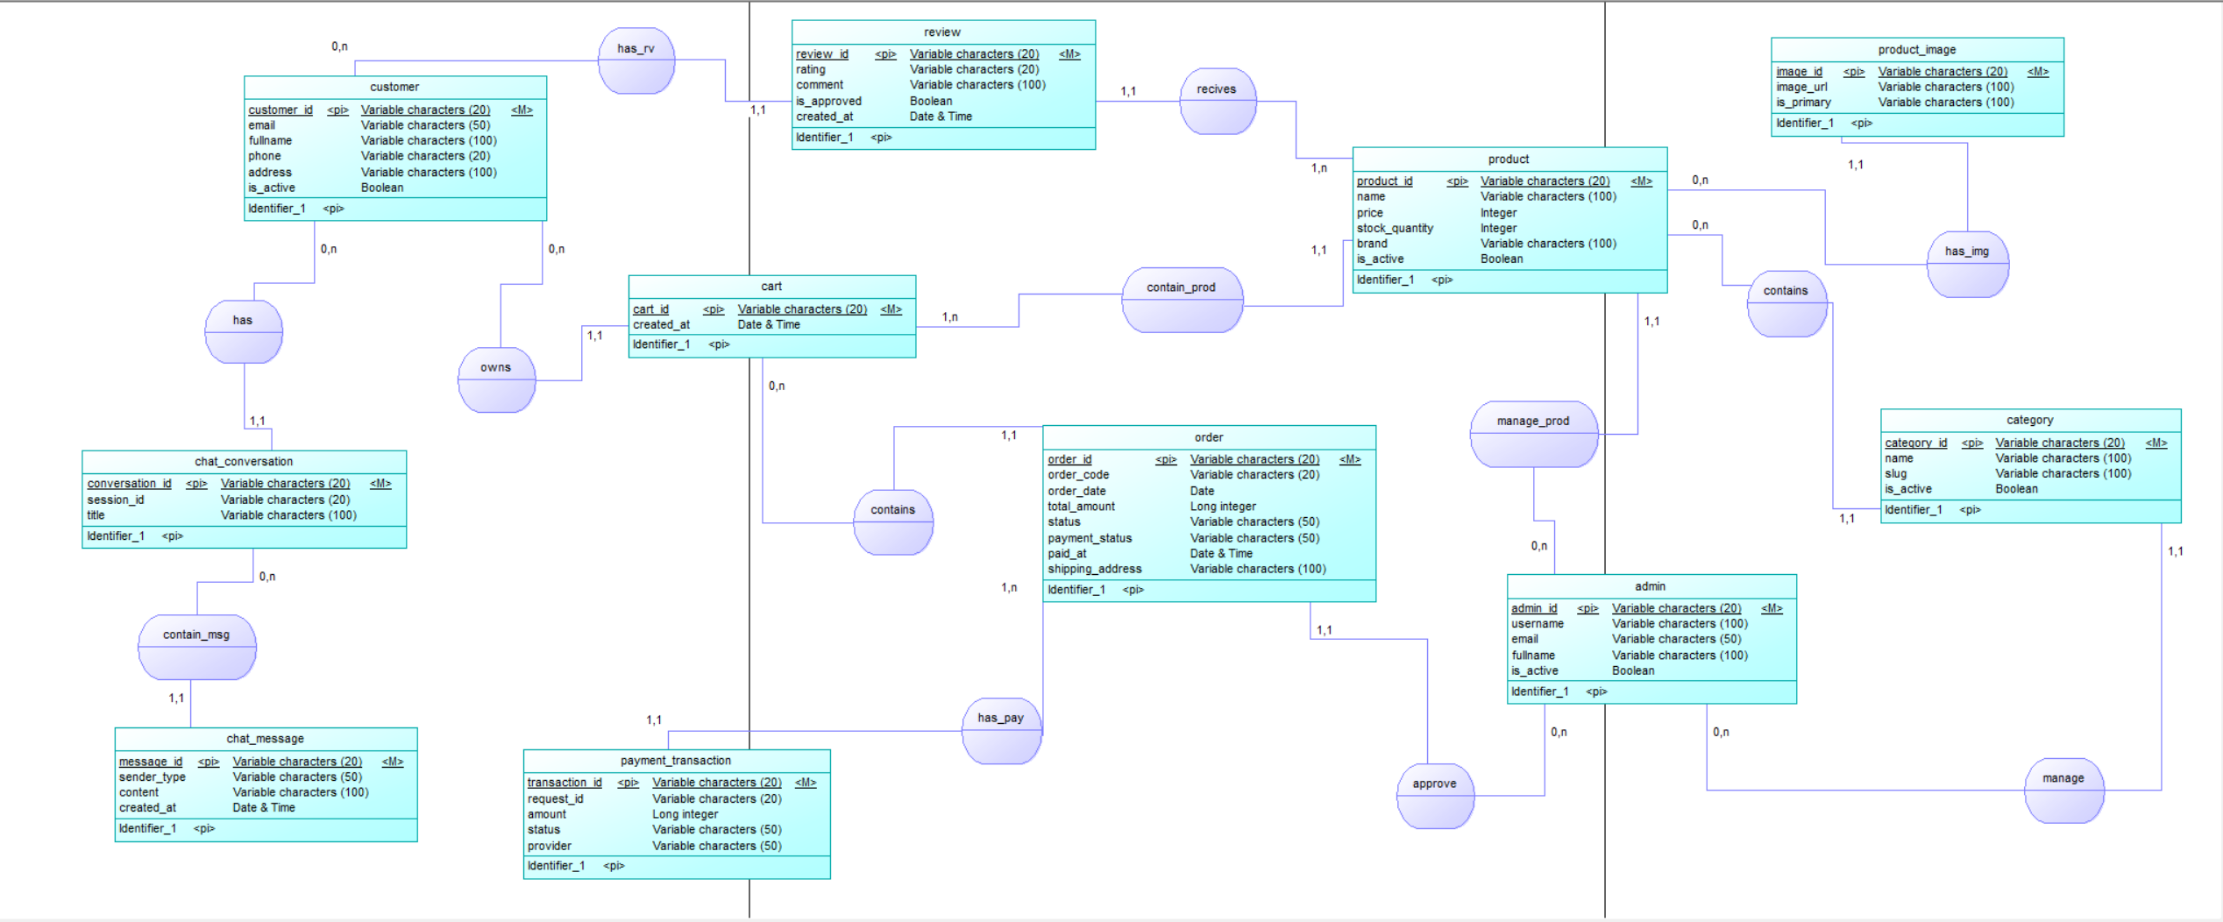 has_rv
0,n
1,1
customer
customer_id <pi> Variable characters (20) <M>
email Variable characters (50)
fullname Variable characters (100)
phone Variable characters (20)
address Variable characters (100)
is_active Boolean
Identifier_1 <pi>
0,n
0,n
review
review_id <pi> Variable characters (20) <M>
rating Variable characters (20)
comment Variable characters (100)
is_approved Boolean
created_at Date & Time
Identifier_1 <pi>
1,1
recives
1,n
product_image
image_id <pi> Variable characters (20) <M>
image_url Variable characters (100)
is_primary Variable characters (100)
Identifier_1 <pi>
1,1
product
product_id <pi> Variable characters (20) <M>
name Variable characters (100)
price Integer
stock_quantity Integer
brand Variable characters (100)
is_active Boolean
Identifier_1 <pi>
0,n
0,n
1,1
1,1
has_img
contains
has
owns
1,1
cart
cart_id <pi> Variable characters (20) <M>
created_at Date & Time
Identifier_1 <pi>
1,n
contain_prod
0,n
1,1
chat_conversation
conversation_id <pi> Variable characters (20) <M>
session_id Variable characters (20)
title Variable characters (100)
Identifier_1 <pi>
0,n
contain_msg
1,1
chat_message
message_id <pi> Variable characters (20) <M>
sender_type Variable characters (50)
content Variable characters (100)
created_at Date & Time
Identifier_1 <pi>
contains
1,1
order
order_id <pi> Variable characters (20) <M>
order_code Variable characters (20)
order_date Date
total_amount Long integer
status Variable characters (50)
payment_status Variable characters (50)
paid_at Date & Time
shipping_address Variable characters (100)
Identifier_1 <pi>
1,n
1,1
manage_prod
0,n
category
category_id <pi> Variable characters (20) <M>
name Variable characters (100)
slug Variable characters (100)
is_active Boolean
Identifier_1 <pi>
1,1
1,1
admin
admin_id <pi> Variable characters (20) <M>
username Variable characters (100)
email Variable characters (50)
fullname Variable characters (100)
is_active Boolean
Identifier_1 <pi>
0,n
0,n
has_pay
1,1
payment_transaction
transaction_id <pi> Variable characters (20) <M>
request_id Variable characters (20)
amount Long integer
status Variable characters (50)
provider Variable characters (50)
Identifier_1 <pi>
approve
manage